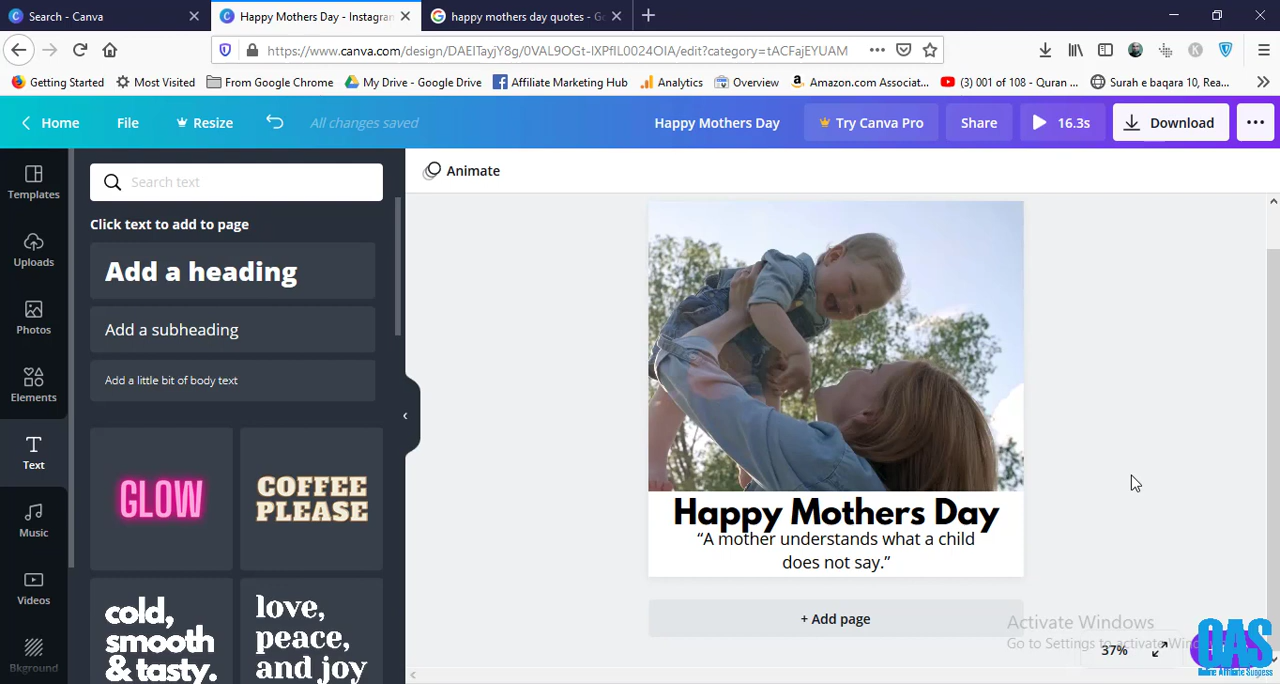 Search - Canva
Happy Mothers Day - Instagran
happy mothers day quotes - Go
https://www.canva.com/design/DAEITayjY8g/0VAL9OGt-IXPflL0024OIA/edit?category=tACFajEYUAM
Getting Started
Most Visited
From Google Chrome
My Drive - Google Drive
Affiliate Marketing Hub
Analytics
Overview
Amazon.com Associat...
(3) 001 of 108 - Quran ...
Surah e baqara 10, Rea...
Home
File
Resize
All changes saved
Happy Mothers Day
Try Canva Pro
Share
16.3s
Download
Templates
Uploads
Photos
Elements
Text
Music
Videos
Bkground
Search text
Click text to add to page
Add a heading
Add a subheading
Add a little bit of body text
GLOW
COFFEE
PLEASE
cold,
smooth
& tasty.
love,
peace,
and joy
Animate
Happy Mothers Day
“A mother understands what a child
does not say.”
+ Add page
Activate Windows
Go to Settings to activate
37%
OAS
Online Affiliate Success